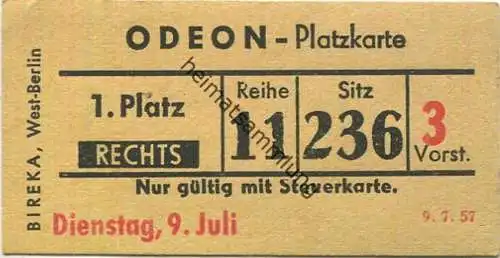 ODEON - Platzkarte
BIREKA, West-Berlin
1. Platz
RECHTS
Reihe
11
Sitz
236
3
Vorst.
Nur gültig mit Steuerkarte.
Dienstag, 9. Juli
9. 7. 57
heimatsammlung.de